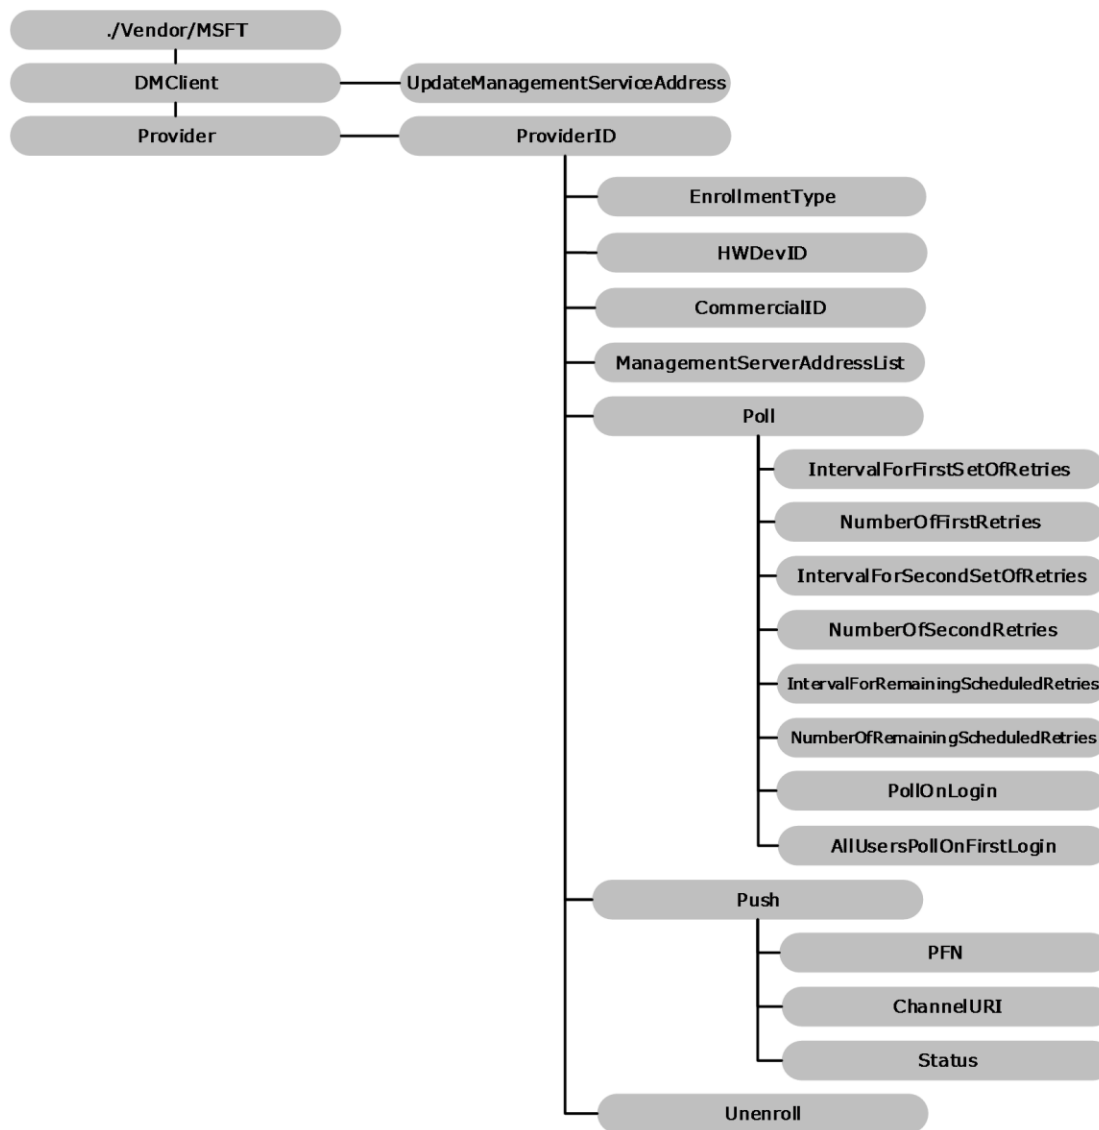 ./Vendor/MSFT
DMClient
UpdateManagementServiceAddress
Provider
ProviderID
EnrollmentType
HWDevID
CommercialID
ManagementServerAddressList
Poll
IntervalForFirstSetOfRetries
NumberOfFirstRetries
IntervalForSecondSetOfRetries
NumberOfSecondRetries
IntervalForRemainingScheduledRetries
NumberOfRemainingScheduledRetries
PollOnLogin
AllUsersPollOnFirstLogin
Push
PFN
ChannelURI
Status
Unenroll